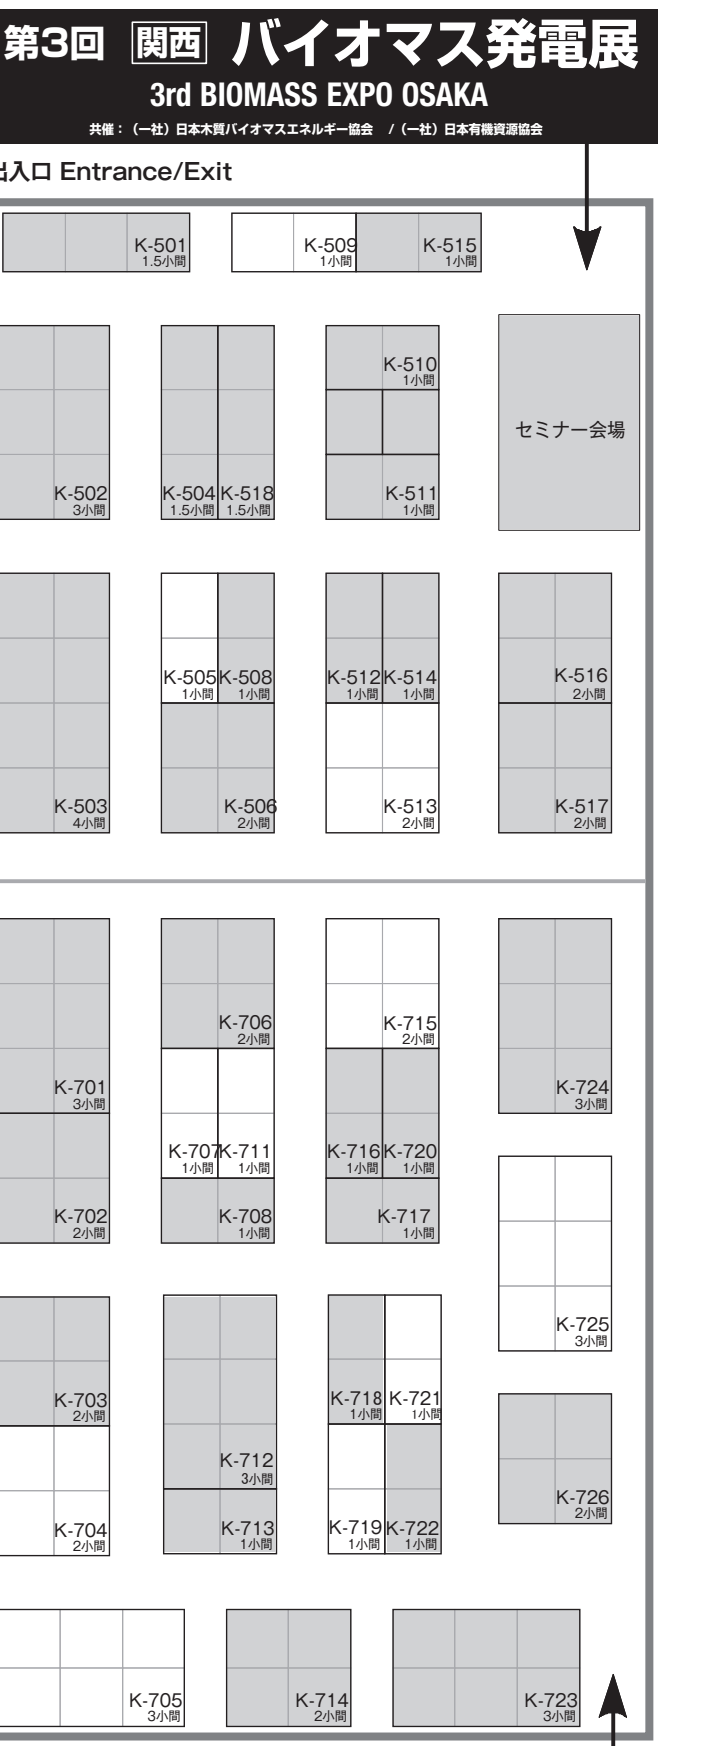 第3回 関西 バイオマス発電展
3rd BIOMASS EXPO OSAKA
共催：（一社）日本木質バイオマスエネルギー協会 /（一社）日本有機資源協会
出入口 Entrance/Exit
K-501
1.5小間
K-509
1小間
K-515
1小間
K-510
1小間
セミナー会場
K-502
3小間
K-504
1.5小間
K-518
1.5小間
K-511
1小間
K-505
1小間
K-508
1小間
K-512
1小間
K-514
1小間
K-516
2小間
K-503
4小間
K-506
2小間
K-513
2小間
K-517
2小間
K-706
2小間
K-715
2小間
K-701
3小間
K-724
3小間
K-707
1小間
K-711
1小間
K-716
1小間
K-720
1小間
K-702
2小間
K-708
1小間
K-717
1小間
K-725
3小間
K-703
2小間
K-718
1小間
K-721
1小間
K-712
3小間
K-726
2小間
K-704
2小間
K-713
1小間
K-719
1小間
K-722
1小間
K-705
3小間
K-714
2小間
K-723
3小間